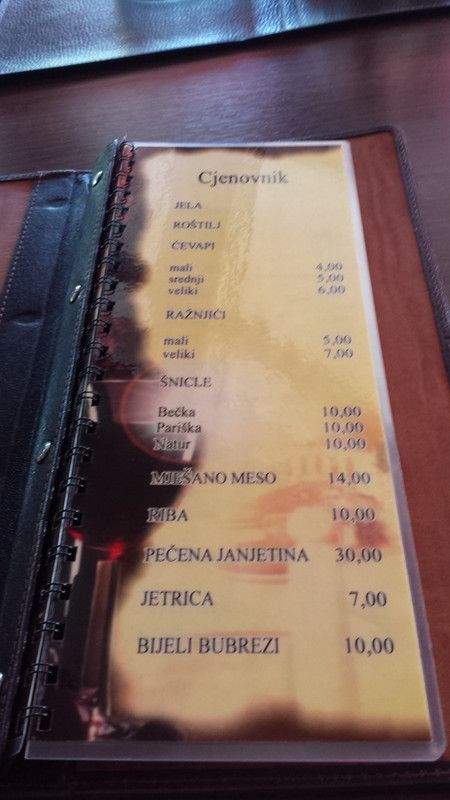 Cjenovnik
JELA
ROŠTILJ
ČEVAPI
mali 4,00
srednji 5,00
veliki 6,00
RAŽNJIĆI
mali 5,00
veliki 7,00
ŠNICLE
Bečka 10,00
Pariška 10,00
Natur 10,00
MJEŠANO MESO 14,00
RIBA 10,00
PEČENA JANJETINA 30,00
JETRICA 7,00
BIJELI BUBREZI 10,00